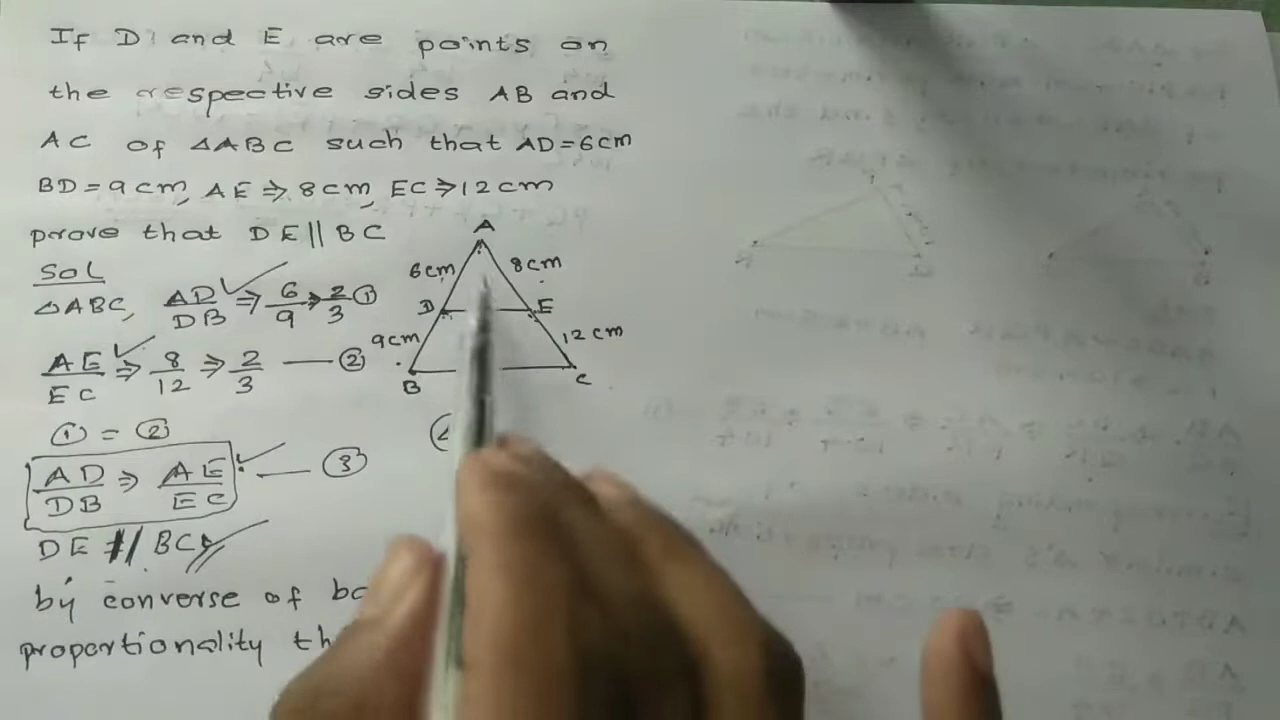 If D and E are points on
the respective sides AB and
AC of △ABC such that AD=6cm
BD=9cm, AE⇒8cm, EC⇒12cm
prove that DE||BC
Sol
△ABC, AD/DB ⇒ 6/9 ⇒ 2/3 ①
AE/EC ⇒ 8/12 ⇒ 2/3 — ②
① = ②
AD/DB ⇒ AE/EC — ③
DE || BC
by converse of
proportionality
A
6cm 8cm
D E
9cm 12cm
B C